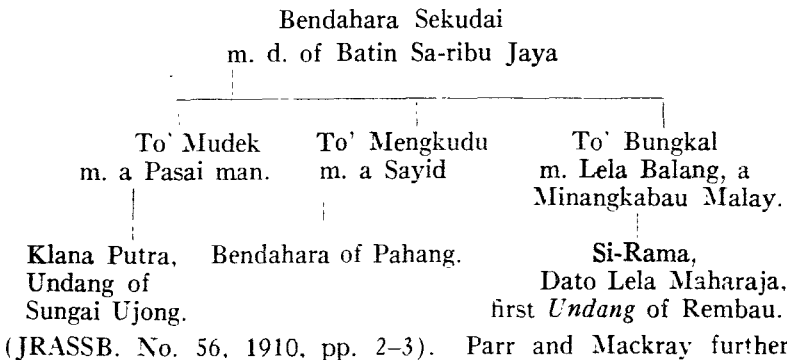 Bendahara Sekudai
m. d. of Batin Sa-ribu Jaya
To' Mudek To' Mengkudu To' Bungkal
m. a Pasai man. m. a Sayid m. Lela Balang, a
Minangkabau Malay.
Klana Putra, Bendahara of Pahang. Si-Rama,
Undang of Dato Lela Maharaja,
Sungai Ujong. first Undang of Rembau.
(JRASSB. No. 56, 1910, pp. 2–3). Parr and Mackray further